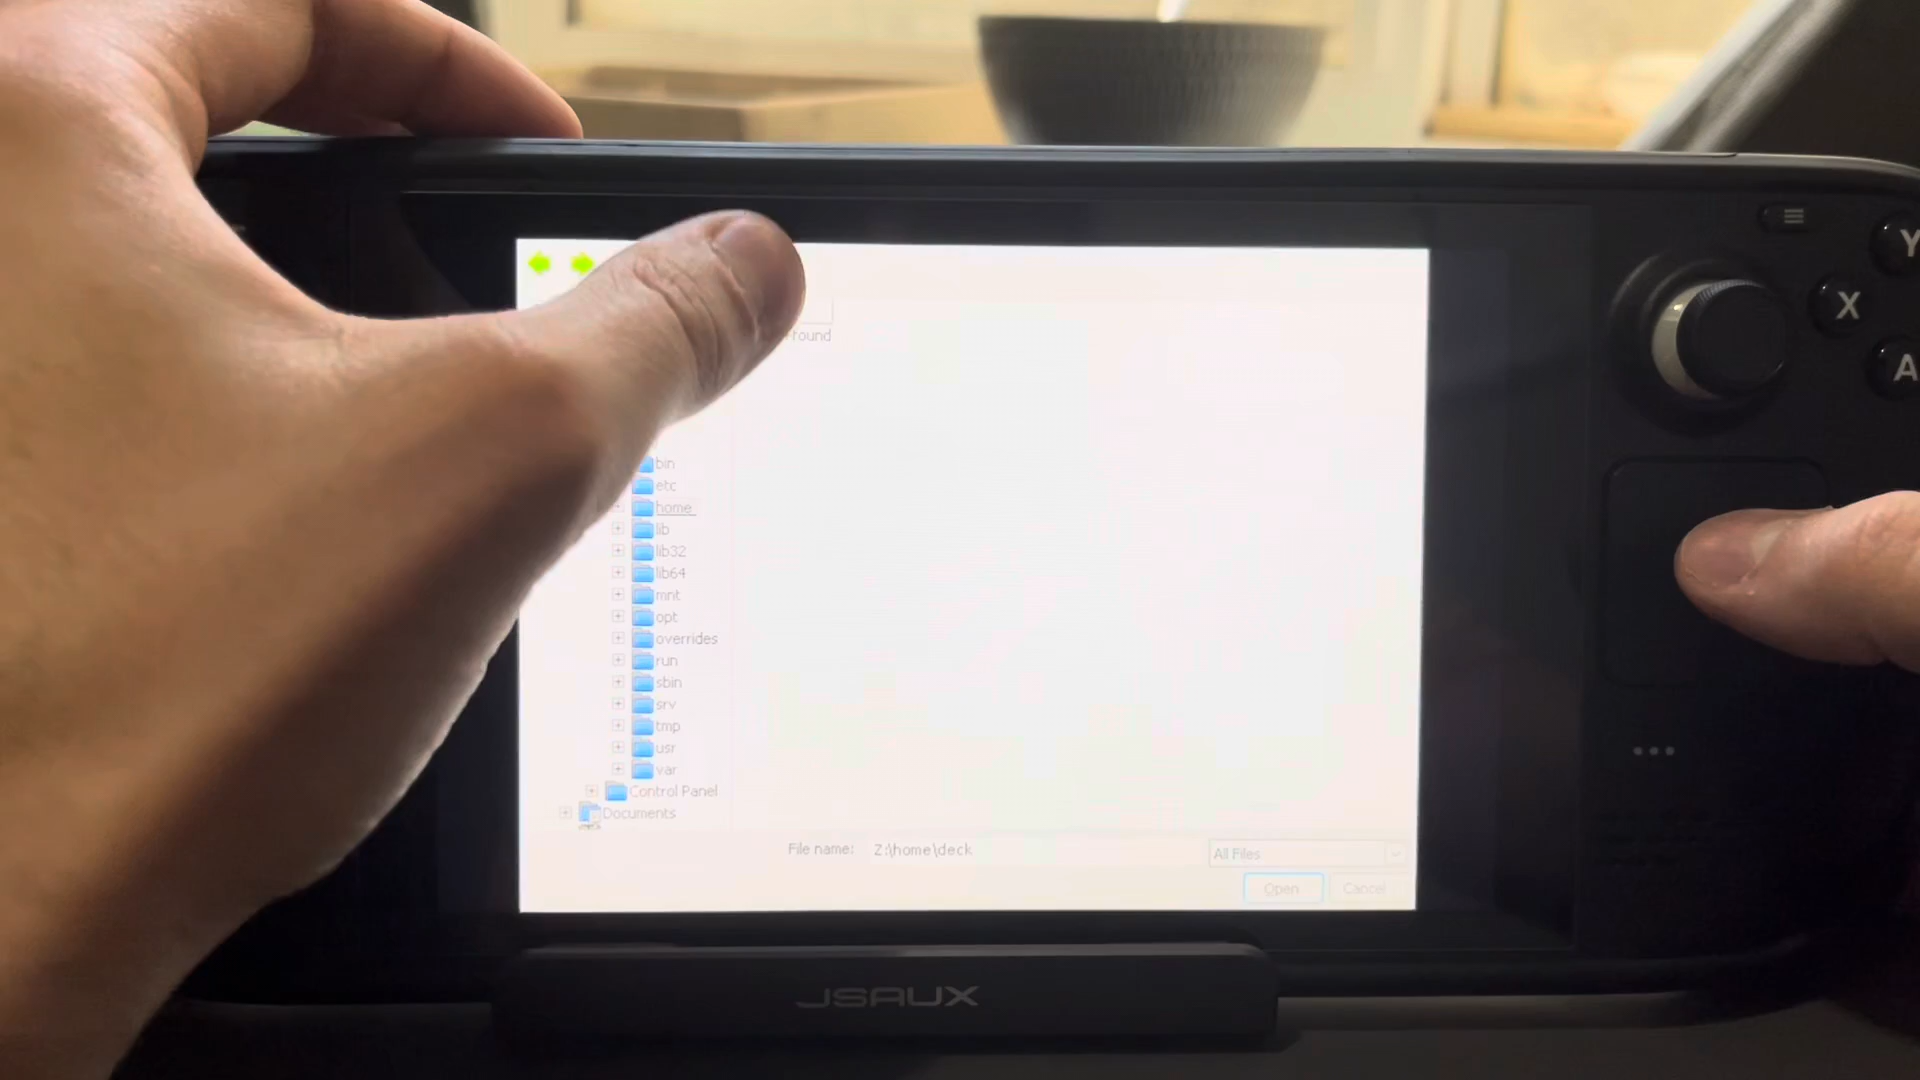 Y
X
A
bin
etc
home
lib
lib32
lib64
mnt
opt
overrides
run
sbin
srv
tmp
usr
var
Control Panel
Documents
File name: Z:\home\deck
All Files
Open Cancel
JSAUX